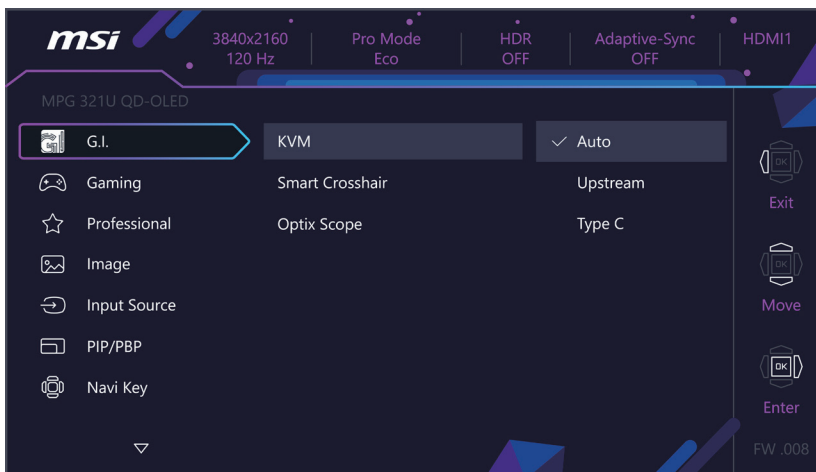 msi
3840x2160
120 Hz
Pro Mode
Eco
HDR
OFF
Adaptive-Sync
OFF
HDMI1
MPG 321U QD-OLED
G.I.
Gaming
Professional
Image
Input Source
PIP/PBP
Navi Key
KVM
Smart Crosshair
Optix Scope
Auto
Upstream
Type C
OK
Exit
OK
Move
OK
Enter
FW .008